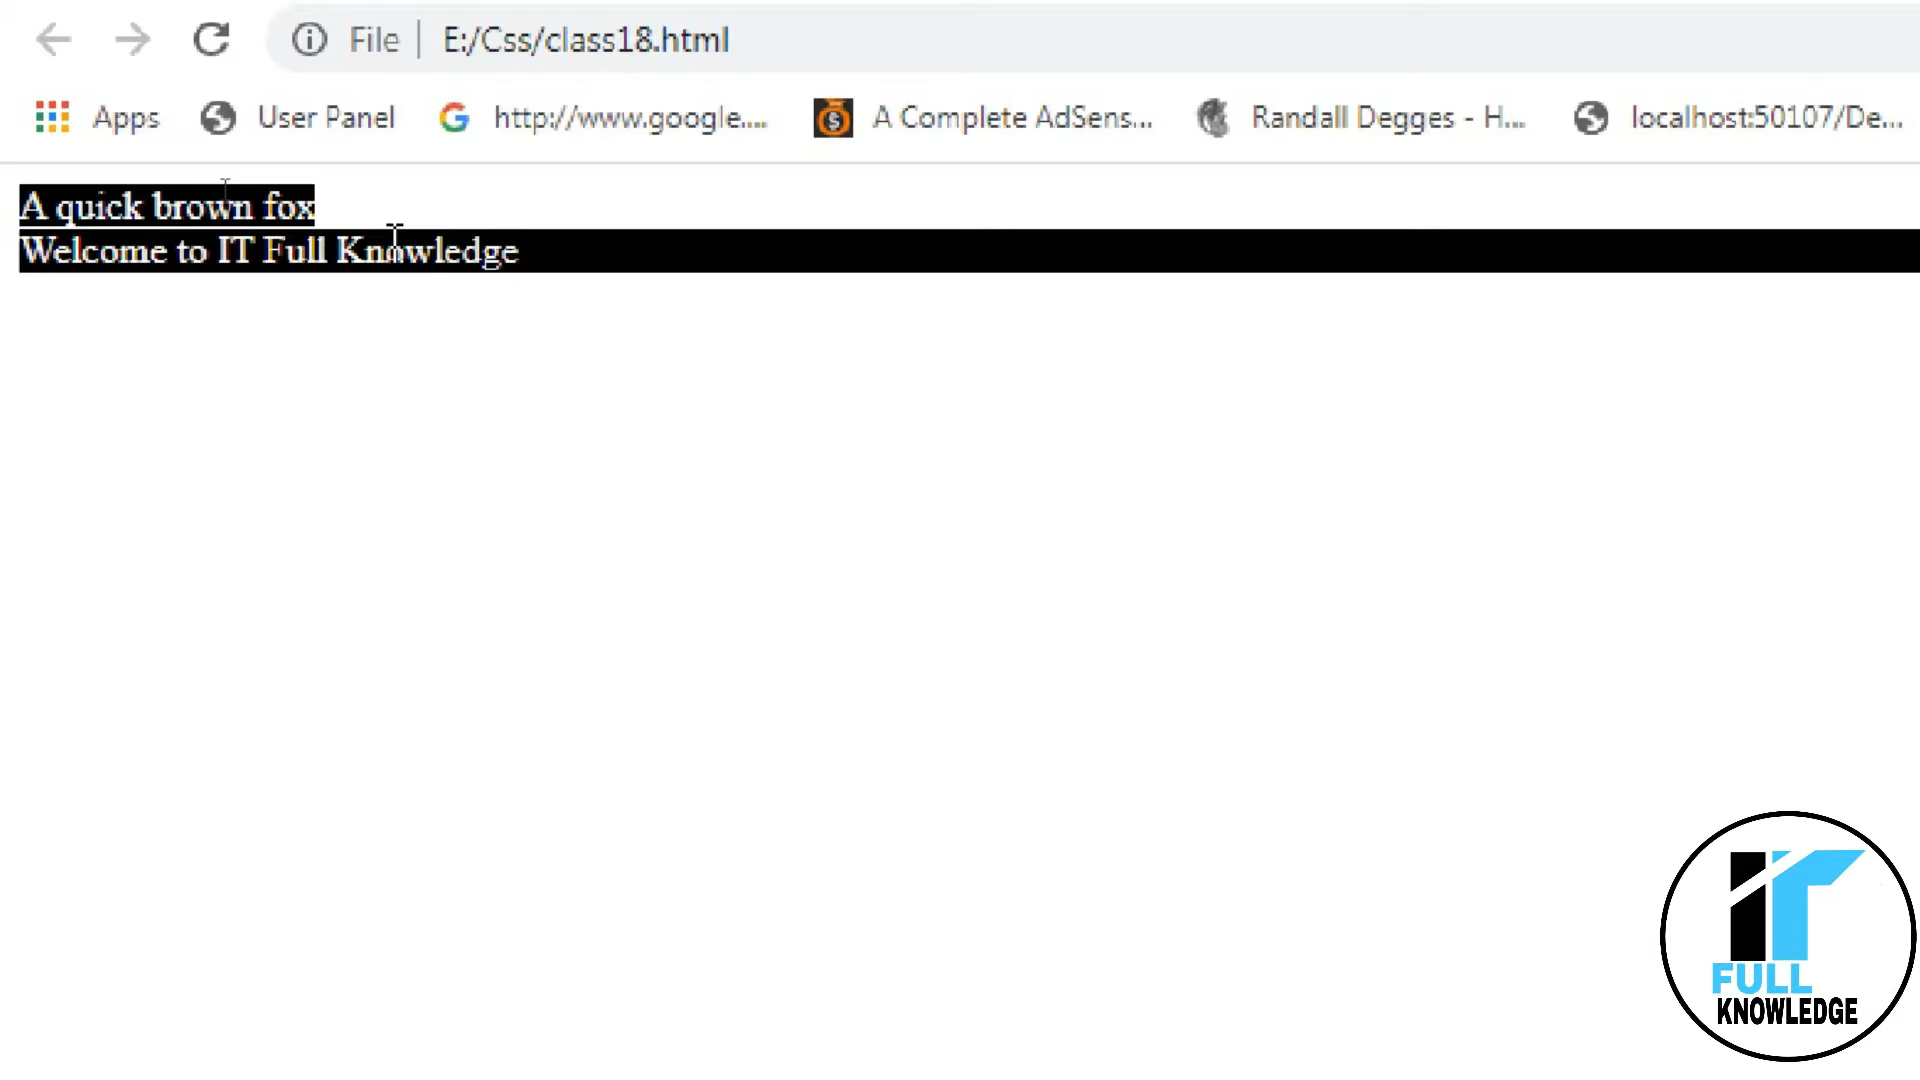 File E:/Css/class18.html
Apps User Panel http://www.google.... A Complete AdSens... Randall Degges - H... localhost:50107/De...
A quick brown fox
Welcome to IT Full Knowledge
IT
FULL
KNOWLEDGE